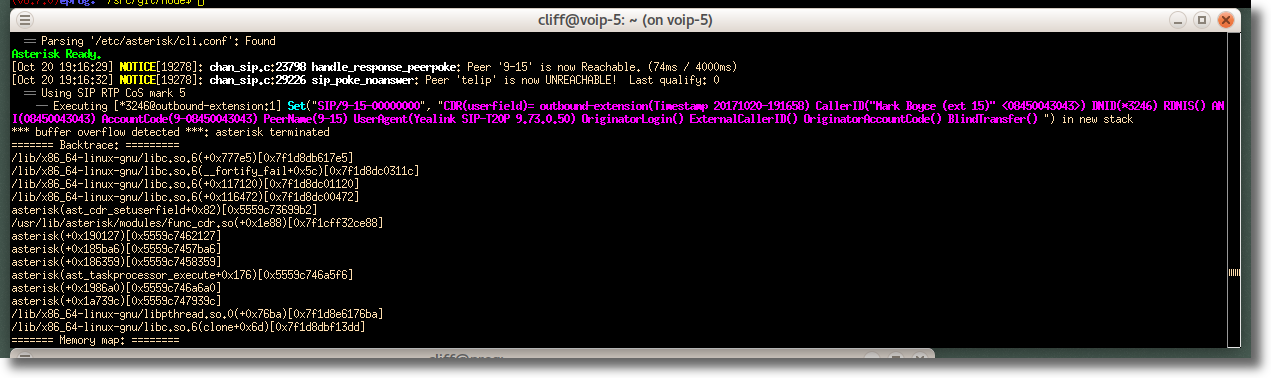 (v6.7.0)eprog: ~/src/git/node$
cliff@voip-5: ~ (on voip-5)
== Parsing '/etc/asterisk/cli.conf': Found
Asterisk Ready.
[Oct 20 19:16:29] NOTICE[19278]: chan_sip.c:23798 handle_response_peerpoke: Peer '9-15' is now Reachable. (74ms / 4000ms)
[Oct 20 19:16:32] NOTICE[19278]: chan_sip.c:29226 sip_poke_noanswer: Peer 'telip' is now UNREACHABLE!  Last qualify: 0
== Using SIP RTP CoS mark 5
-- Executing [*3246@outbound-extension:1] Set("SIP/9-15-00000000", "CDR(userfield)= outbound-extension(Timestamp 20171020-191658) CallerID("Mark Boyce (ext 15)" <08450043043>) DNID(*3246) RDNIS() AN
I(08450043043) AccountCode(9-08450043043) PeerName(9-15) UserAgent(Yealink SIP-T20P 9.73.0.50) OriginatorLogin() ExternalCallerID() OriginatorAccountCode() BlindTransfer() ") in new stack
*** buffer overflow detected ***: asterisk terminated
======= Backtrace: =========
/lib/x86_64-linux-gnu/libc.so.6(+0x777e5)[0x7f1d8db617e5]
/lib/x86_64-linux-gnu/libc.so.6(__fortify_fail+0x5c)[0x7f1d8dc0311c]
/lib/x86_64-linux-gnu/libc.so.6(+0x117120)[0x7f1d8dc01120]
/lib/x86_64-linux-gnu/libc.so.6(+0x116472)[0x7f1d8dc00472]
asterisk(ast_cdr_setuserfield+0x82)[0x5559c73699b2]
/usr/lib/asterisk/modules/func_cdr.so(+0x1e88)[0x7f1cff32ce88]
asterisk(+0x190127)[0x5559c7462127]
asterisk(+0x185ba6)[0x5559c7457ba6]
asterisk(+0x186359)[0x5559c7458359]
asterisk(ast_taskprocessor_execute+0x176)[0x5559c746a5f6]
asterisk(+0x1986a0)[0x5559c746a6a0]
asterisk(+0x1a739c)[0x5559c747939c]
/lib/x86_64-linux-gnu/libpthread.so.0(+0x76ba)[0x7f1d8e6176ba]
/lib/x86_64-linux-gnu/libc.so.6(clone+0x6d)[0x7f1d8dbf13dd]
======= Memory map: ========
cliff@prog: